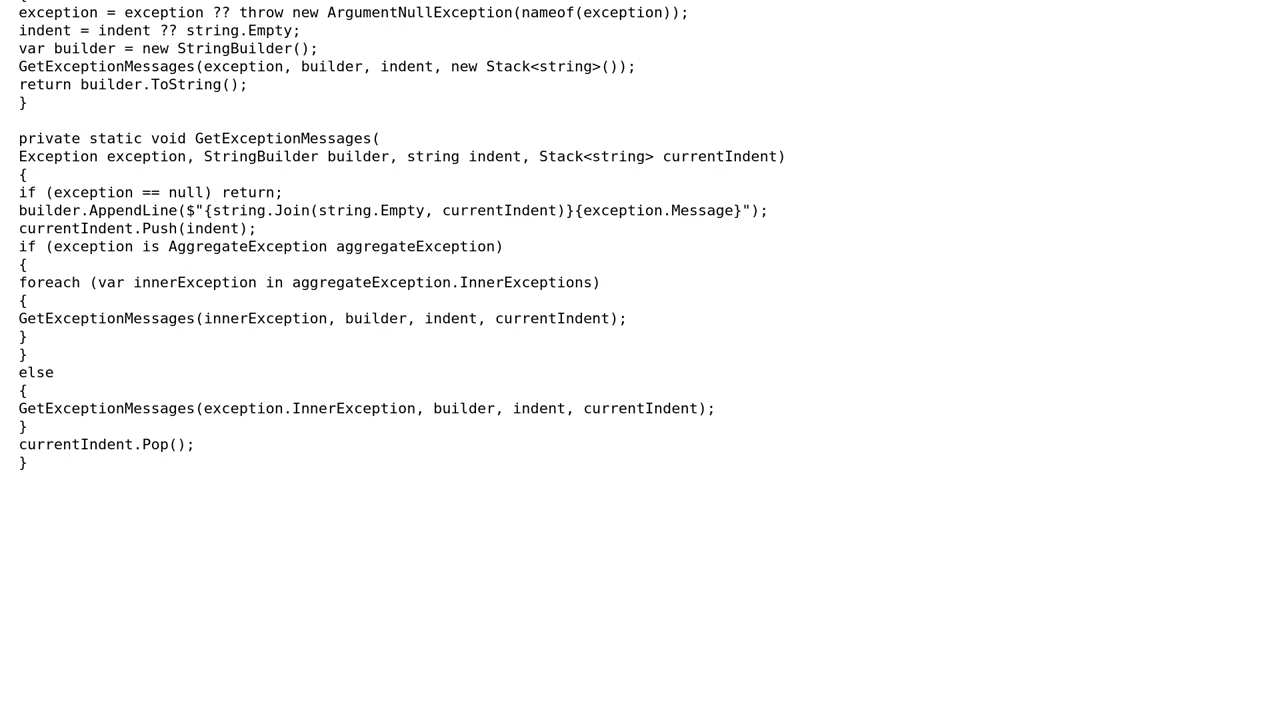 {
exception = exception ?? throw new ArgumentNullException(nameof(exception));
indent = indent ?? string.Empty;
var builder = new StringBuilder();
GetExceptionMessages(exception, builder, indent, new Stack<string>());
return builder.ToString();
}

private static void GetExceptionMessages(
Exception exception, StringBuilder builder, string indent, Stack<string> currentIndent)
{
if (exception == null) return;
builder.AppendLine($"{string.Join(string.Empty, currentIndent)}{exception.Message}");
currentIndent.Push(indent);
if (exception is AggregateException aggregateException)
{
foreach (var innerException in aggregateException.InnerExceptions)
{
GetExceptionMessages(innerException, builder, indent, currentIndent);
}
}
else
{
GetExceptionMessages(exception.InnerException, builder, indent, currentIndent);
}
currentIndent.Pop();
}